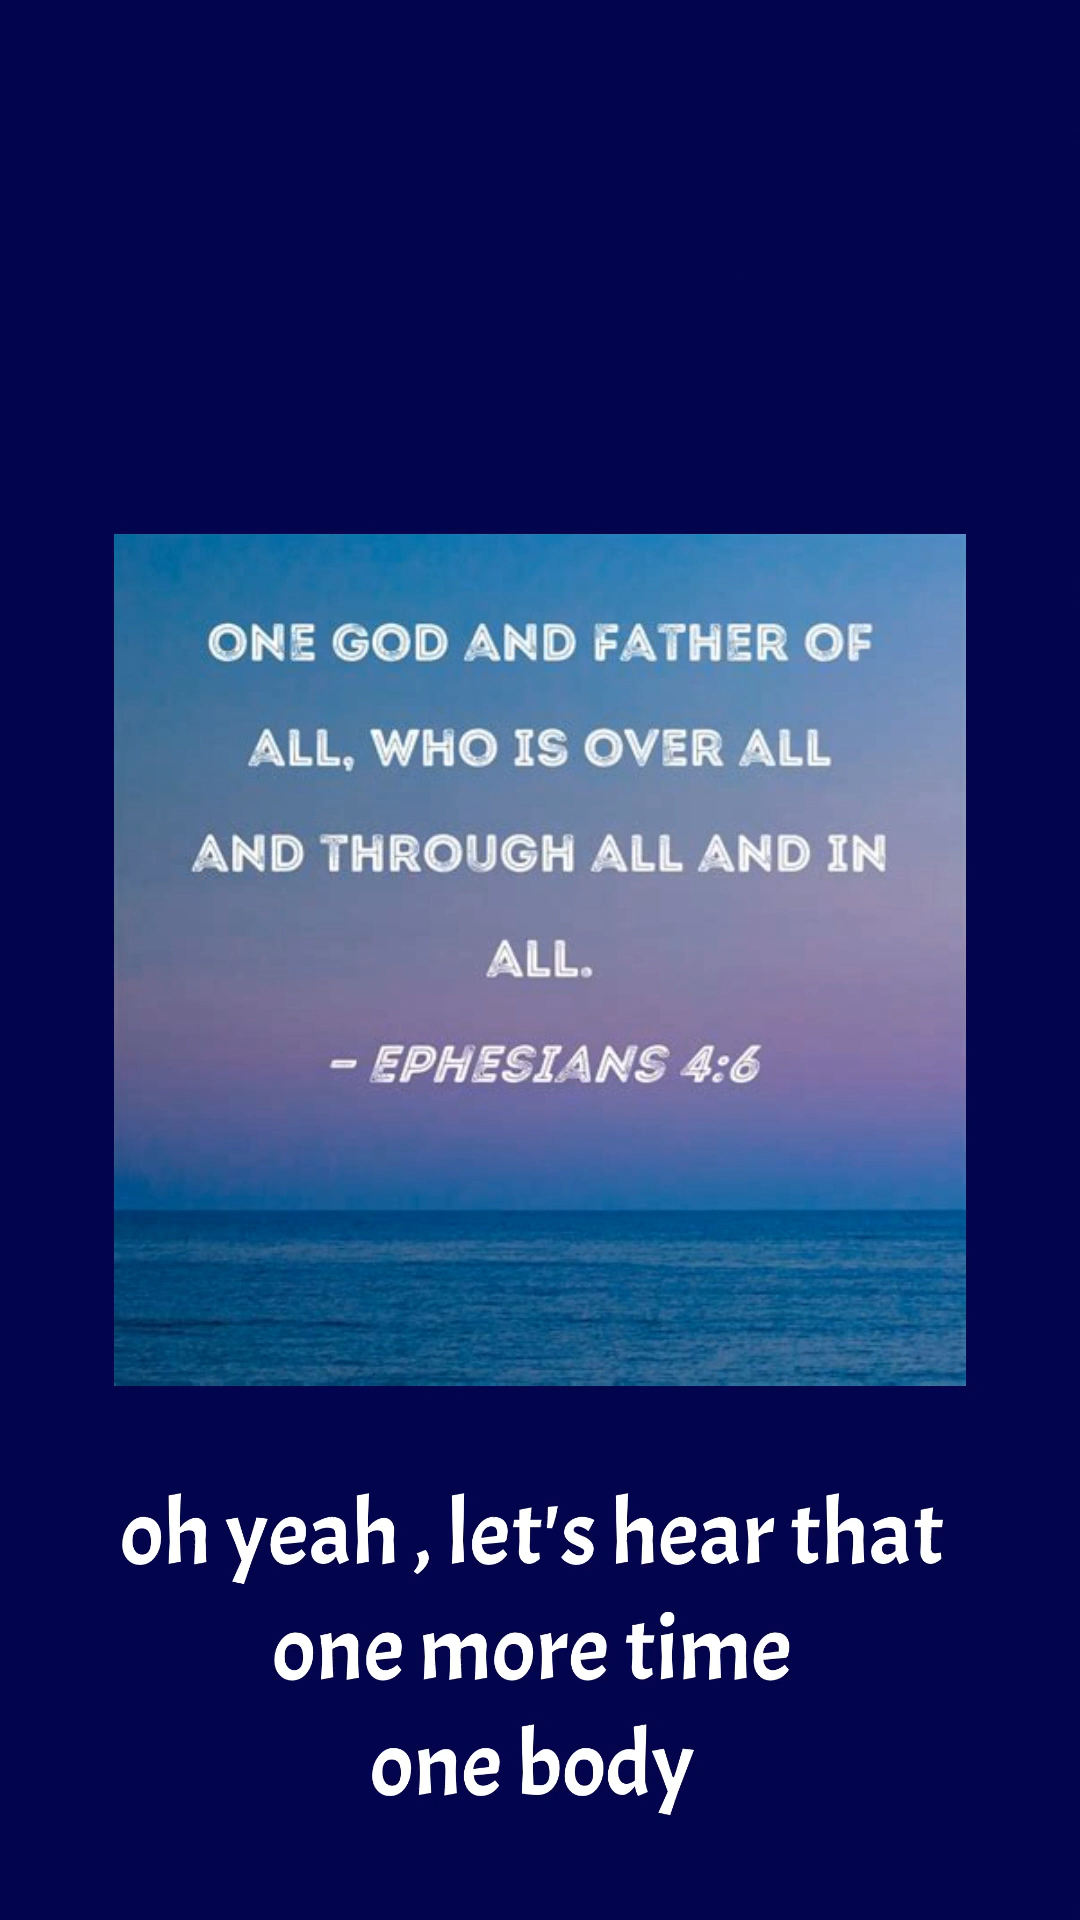 ONE GOD AND FATHER OF
ALL, WHO IS OVER ALL
AND THROUGH ALL AND IN
ALL.
– EPHESIANS 4:6
oh yeah , let's hear that
one more time
one body